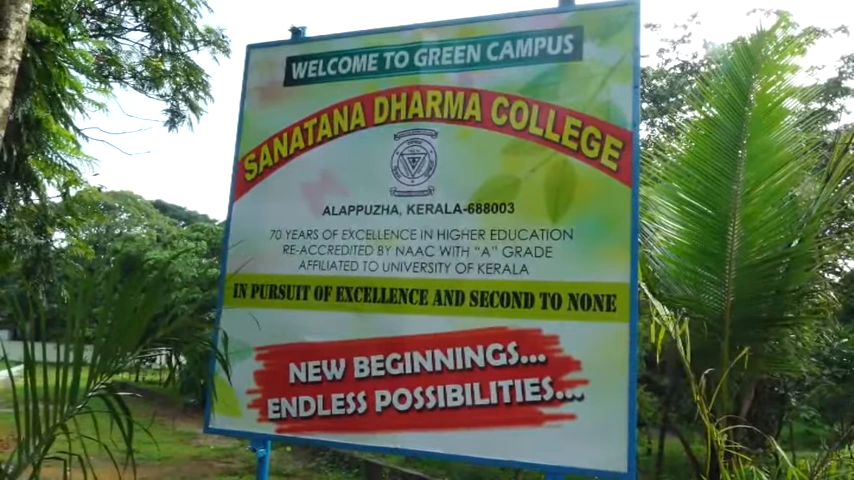 WELCOME TO GREEN CAMPUS
SANATANA DHARMA COLLEGE
ALAPPUZHA, KERALA-688003
70 YEARS OF EXCELLENCE IN HIGHER EDUCATION
RE-ACCREDITED BY NAAC WITH "A" GRADE
AFFILIATED TO UNIVERSITY OF KERALA
IN PURSUIT OF EXCELLENCE AND SECOND TO NONE
NEW BEGINNINGS...
ENDLESS POSSIBILITIES...